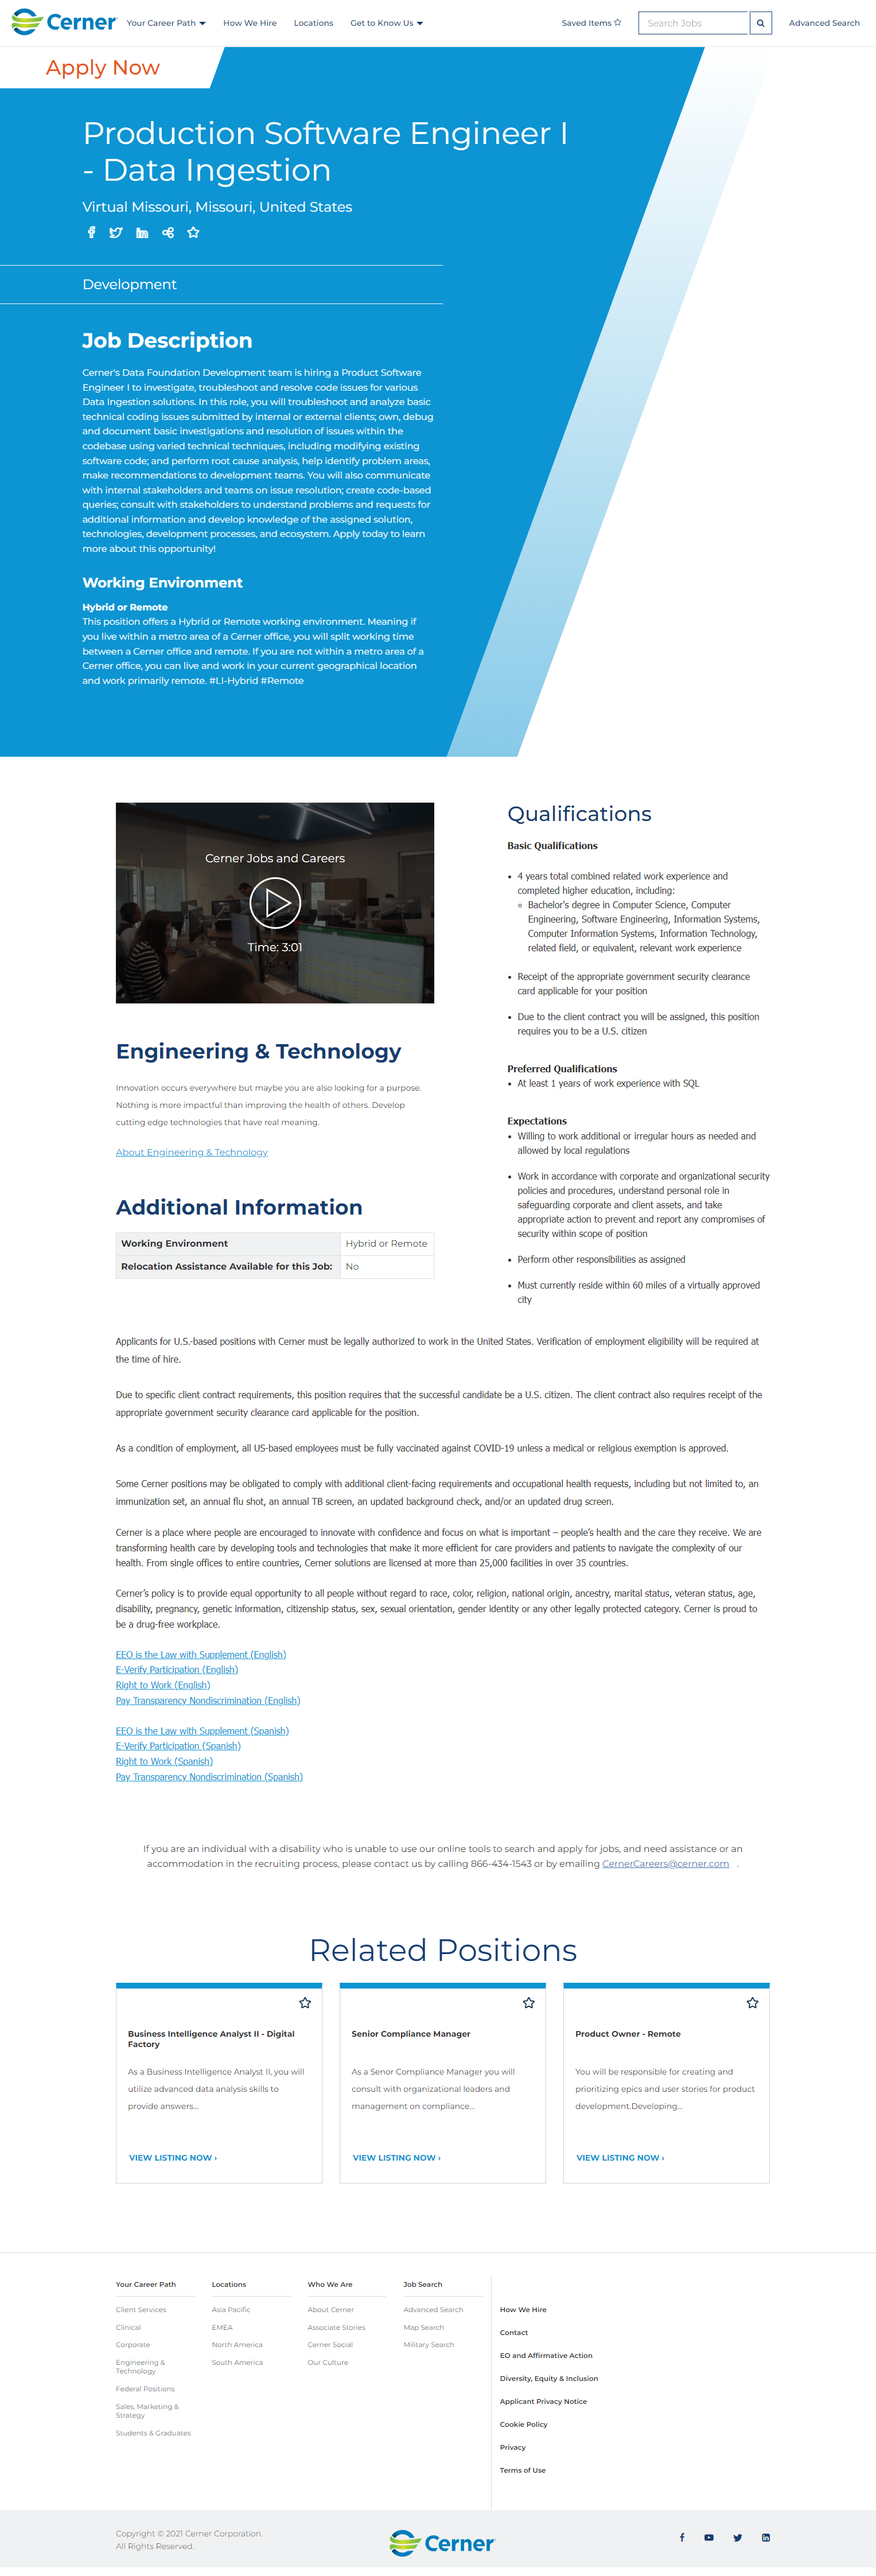 Cerner
Your Career Path
How We Hire
Locations
Get to Know Us
Saved Items
Search Jobs
Advanced Search
Apply Now
Production Software Engineer I
- Data Ingestion
Virtual Missouri, Missouri, United States
Development
Job Description
Cerner's Data Foundation Development team is hiring a Product Software
Engineer I to investigate, troubleshoot and resolve code issues for various
Data Ingestion solutions. In this role, you will troubleshoot and analyze basic
technical coding issues submitted by internal or external clients; own, debug
and document basic investigations and resolution of issues within the
codebase using varied technical techniques, including modifying existing
software code; and perform root cause analysis, help identify problem areas,
make recommendations to development teams. You will also communicate
with internal stakeholders and teams on issue resolution; create code-based
queries; consult with stakeholders to understand problems and requests for
additional information and develop knowledge of the assigned solution,
technologies, development processes, and ecosystem. Apply today to learn
more about this opportunity!
Working Environment
Hybrid or Remote
This position offers a Hybrid or Remote working environment. Meaning if
you live within a metro area of a Cerner office, you will split working time
between a Cerner office and remote. If you are not within a metro area of a
Cerner office, you can live and work in your current geographical location
and work primarily remote. #LI-Hybrid #Remote
Cerner Jobs and Careers
Time: 3:01
Engineering & Technology
Innovation occurs everywhere but maybe you are also looking for a purpose.
Nothing is more impactful than improving the health of others. Develop
cutting edge technologies that have real meaning.
About Engineering & Technology
Additional Information
Working Environment
Hybrid or Remote
Relocation Assistance Available for this Job:
No
Qualifications
Basic Qualifications
• 4 years total combined related work experience and
completed higher education, including:
○ Bachelor's degree in Computer Science, Computer
Engineering, Software Engineering, Information Systems,
Computer Information Systems, Information Technology,
related field, or equivalent, relevant work experience
• Receipt of the appropriate government security clearance
card applicable for your position
• Due to the client contract you will be assigned, this position
requires you to be a U.S. citizen
Preferred Qualifications
• At least 1 years of work experience with SQL
Expectations
• Willing to work additional or irregular hours as needed and
allowed by local regulations
• Work in accordance with corporate and organizational security
policies and procedures, understand personal role in
safeguarding corporate and client assets, and take
appropriate action to prevent and report any compromises of
security within scope of position
• Perform other responsibilities as assigned
• Must currently reside within 60 miles of a virtually approved
city
Applicants for U.S.-based positions with Cerner must be legally authorized to work in the United States. Verification of employment eligibility will be required at
the time of hire.
Due to specific client contract requirements, this position requires that the successful candidate be a U.S. citizen. The client contract also requires receipt of the
appropriate government security clearance card applicable for the position.
As a condition of employment, all US-based employees must be fully vaccinated against COVID-19 unless a medical or religious exemption is approved.
Some Cerner positions may be obligated to comply with additional client-facing requirements and occupational health requests, including but not limited to, an
immunization set, an annual flu shot, an annual TB screen, an updated background check, and/or an updated drug screen.
Cerner is a place where people are encouraged to innovate with confidence and focus on what is important – people’s health and the care they receive. We are
transforming health care by developing tools and technologies that make it more efficient for care providers and patients to navigate the complexity of our
health. From single offices to entire countries, Cerner solutions are licensed at more than 25,000 facilities in over 35 countries.
Cerner’s policy is to provide equal opportunity to all people without regard to race, color, religion, national origin, ancestry, marital status, veteran status, age,
disability, pregnancy, genetic information, citizenship status, sex, sexual orientation, gender identity or any other legally protected category. Cerner is proud to
be a drug-free workplace.
EEO is the Law with Supplement (English)
E-Verify Participation (English)
Right to Work (English)
Pay Transparency Nondiscrimination (English)
EEO is the Law with Supplement (Spanish)
E-Verify Participation (Spanish)
Right to Work (Spanish)
Pay Transparency Nondiscrimination (Spanish)
If you are an individual with a disability who is unable to use our online tools to search and apply for jobs, and need assistance or an
accommodation in the recruiting process, please contact us by calling 866-434-1543 or by emailing CernerCareers@cerner.com .
Related Positions
Business Intelligence Analyst II - Digital
Factory
As a Business Intelligence Analyst II, you will
utilize advanced data analysis skills to
provide answers...
VIEW LISTING NOW ›
Senior Compliance Manager
As a Senor Compliance Manager you will
consult with organizational leaders and
management on compliance...
VIEW LISTING NOW ›
Product Owner - Remote
You will be responsible for creating and
prioritizing epics and user stories for product
development.Developing...
VIEW LISTING NOW ›
Your Career Path
Client Services
Clinical
Corporate
Engineering &
Technology
Federal Positions
Sales, Marketing &
Strategy
Students & Graduates
Locations
Asia Pacific
EMEA
North America
South America
Who We Are
About Cerner
Associate Stories
Cerner Social
Our Culture
Job Search
Advanced Search
Map Search
Military Search
How We Hire
Contact
EO and Affirmative Action
Diversity, Equity & Inclusion
Applicant Privacy Notice
Cookie Policy
Privacy
Terms of Use
Copyright © 2021 Cerner Corporation.
All Rights Reserved.
Cerner